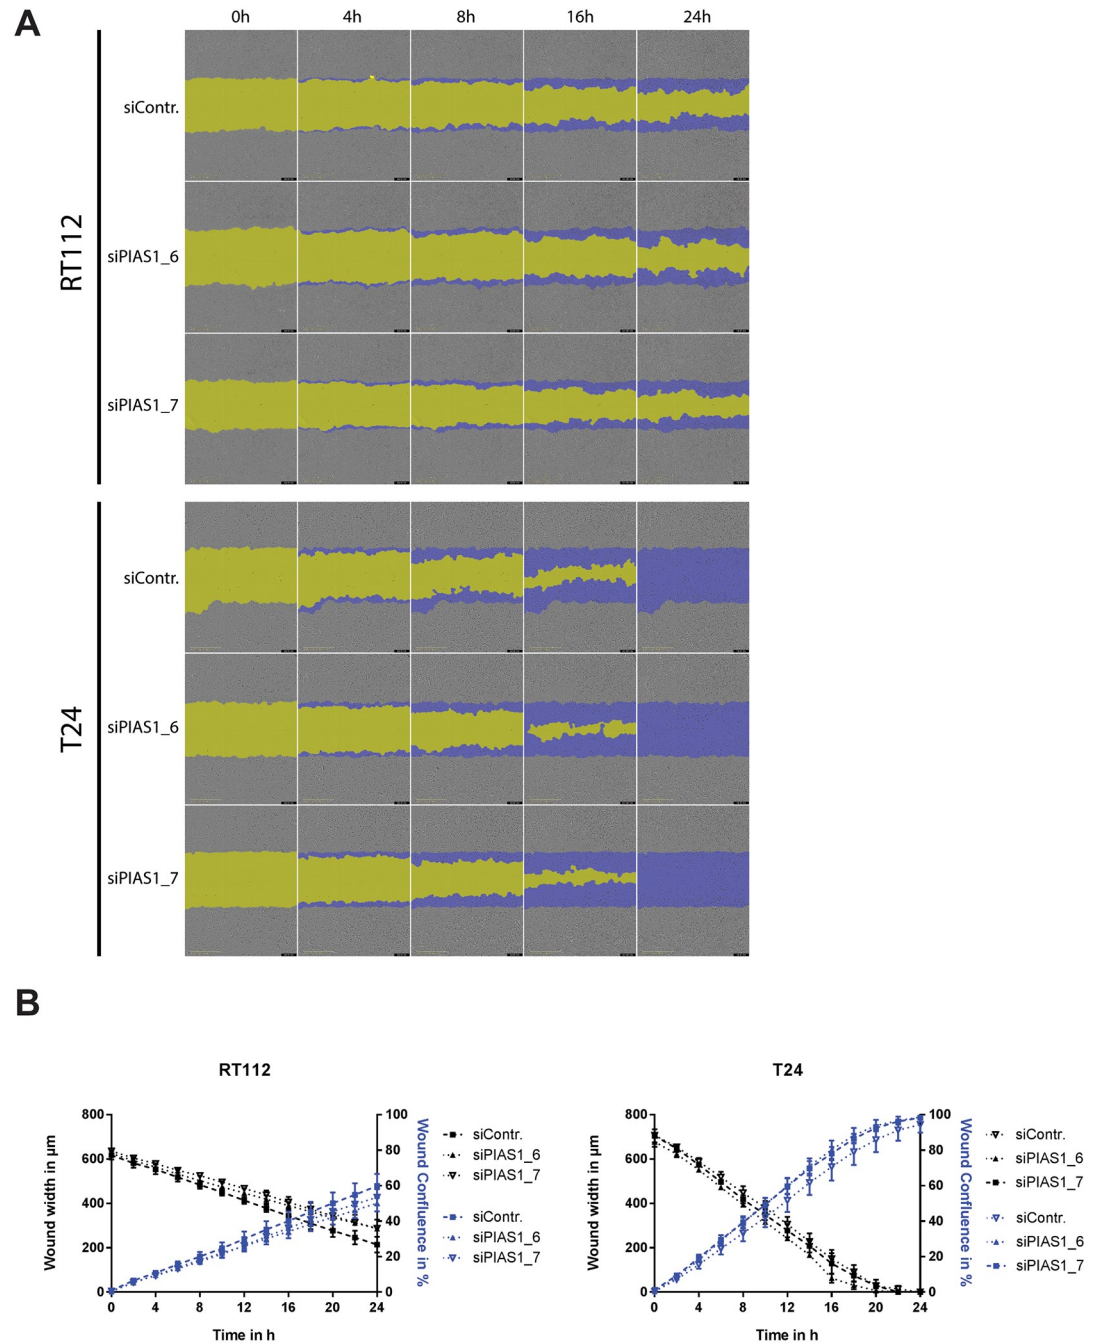 A
0h 4h 8h 16h 24h
siContr.
RT112
siPIAS1_6
siPIAS1_7
siContr.
T24
siPIAS1_6
siPIAS1_7
B
RT112
800
600
400
200
0
Wound width in µm
0 4 8 12 16 20 24
Time in h
100
80
60
40
20
0
Wound Confluence in %
siContr.
siPIAS1_6
siPIAS1_7
siContr.
siPIAS1_6
siPIAS1_7
T24
800
600
400
200
0
Wound width in µm
0 4 8 12 16 20 24
Time in h
100
80
60
40
20
0
Wound Confluence in %
siContr.
siPIAS1_6
siPIAS1_7
siContr.
siPIAS1_6
siPIAS1_7